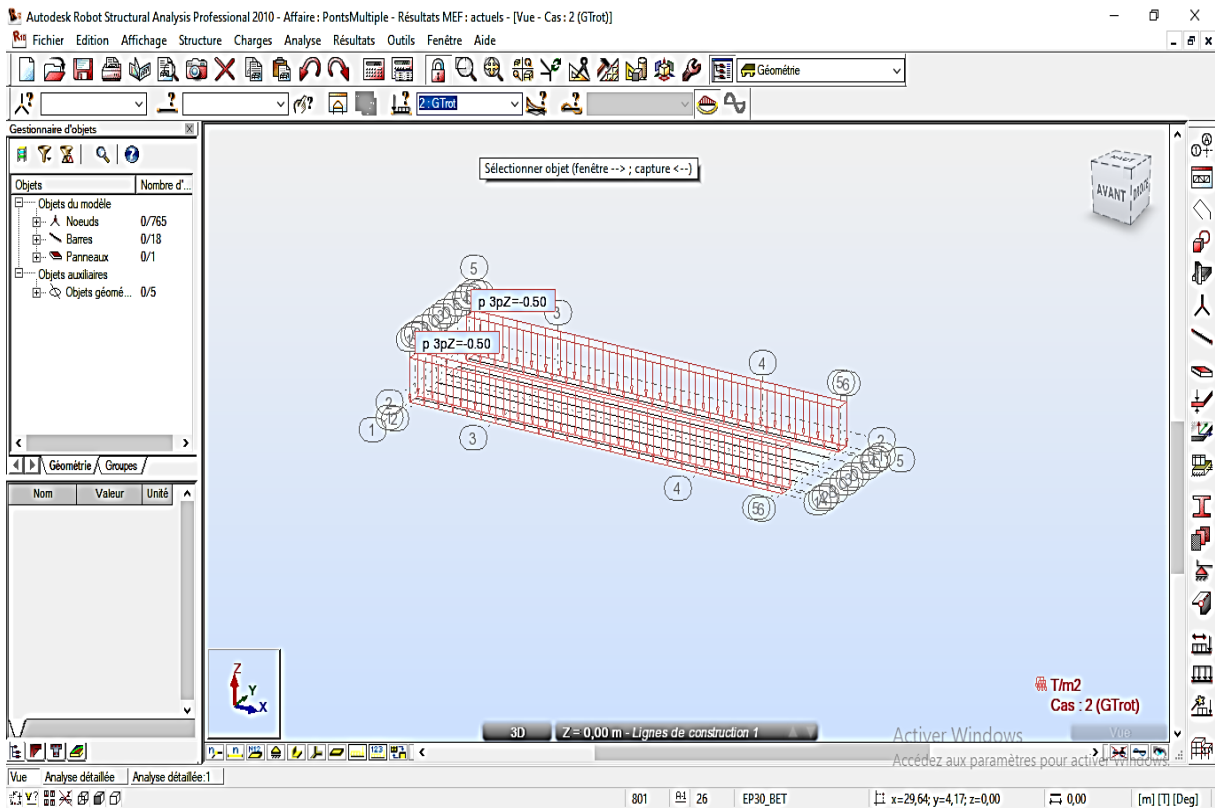 Autodesk Robot Structural Analysis Professional 2010 - Affaire : PontsMultiple - Résultats MEF : actuels - [Vue - Cas : 2 (GTrot)]
Fichier Edition Affichage Structure Charges Analyse Résultats Outils Fenêtre Aide
Géométrie
2 : GTrot
Gestionnaire d'objets
Objets Nombre d'...
Objets du modèle
Noeuds 0/765
Barres 0/18
Panneaux 0/1
Objets auxiliaires
Objets géomé... 0/5
Géométrie Groupes
Nom Valeur Unité
Sélectionner objet (fenêtre --> ; capture <--)
AVANT
5
p 3pZ=-0.50
3
p 3pZ=-0.50
4
56
2
12
1
3
2
5
4
56
Z
Y
X
T/m2
Cas : 2 (GTrot)
3D Z = 0,00 m - Lignes de construction 1
Vue
Activer Windows
Accédez aux paramètres pour activer Windows.
Vue Analyse détaillée Analyse détaillée:1
801 26 EP30_BET x=29,64; y=4,17; z=0,00 0,00 [m] [T] [Deg]